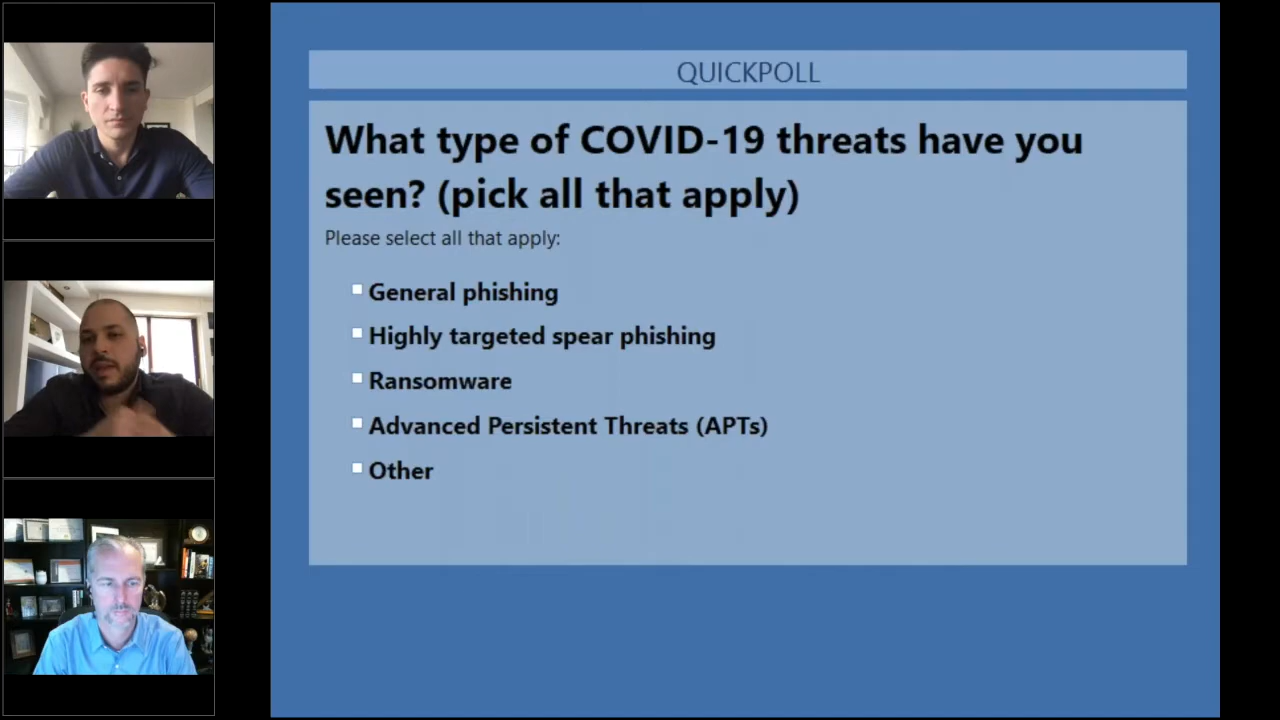 QUICKPOLL
What type of COVID-19 threats have you
seen? (pick all that apply)
Please select all that apply:
General phishing
Highly targeted spear phishing
Ransomware
Advanced Persistent Threats (APTs)
Other